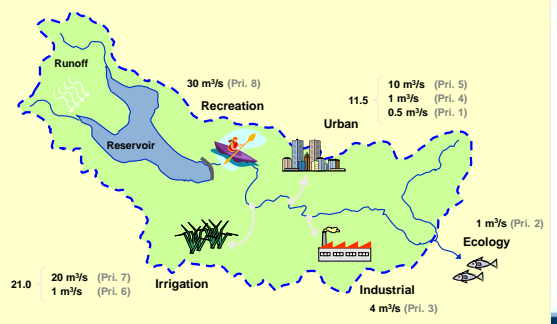 Runoff
30 m³/s (Pri. 8)
Recreation
11.5
10 m³/s (Pri. 5)
1 m³/s (Pri. 4)
0.5 m³/s (Pri. 1)
Urban
Reservoir
1 m³/s (Pri. 2)
Ecology
21.0
20 m³/s (Pri. 7)
1 m³/s (Pri. 6)
Irrigation
Industrial
4 m³/s (Pri. 3)